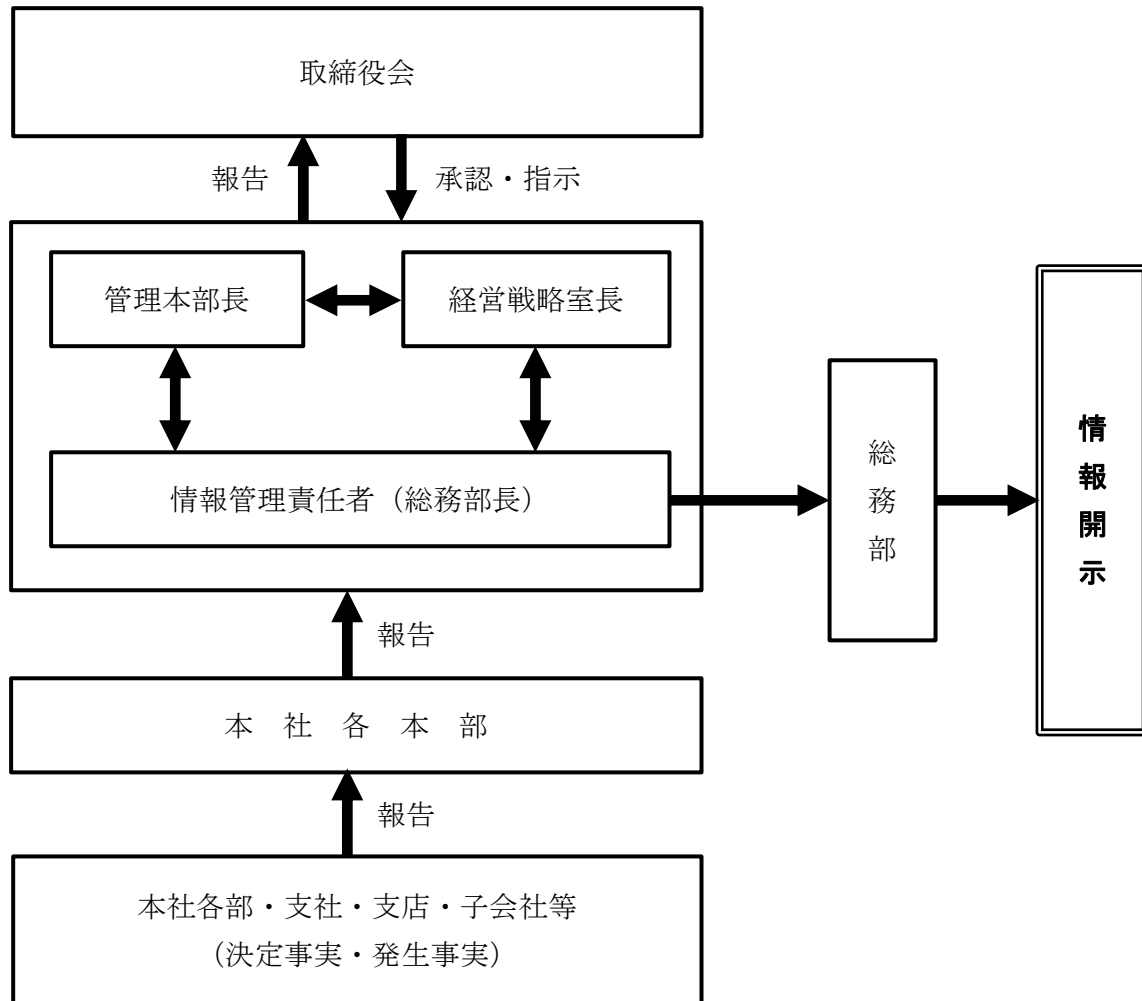 取締役会
報告
承認・指示
管理本部長
経営戦略室長
情報管理責任者（総務部長）
総務部
情報開示
報告
本　社　各　本　部
報告
本社各部・支社・支店・子会社等
（決定事実・発生事実）